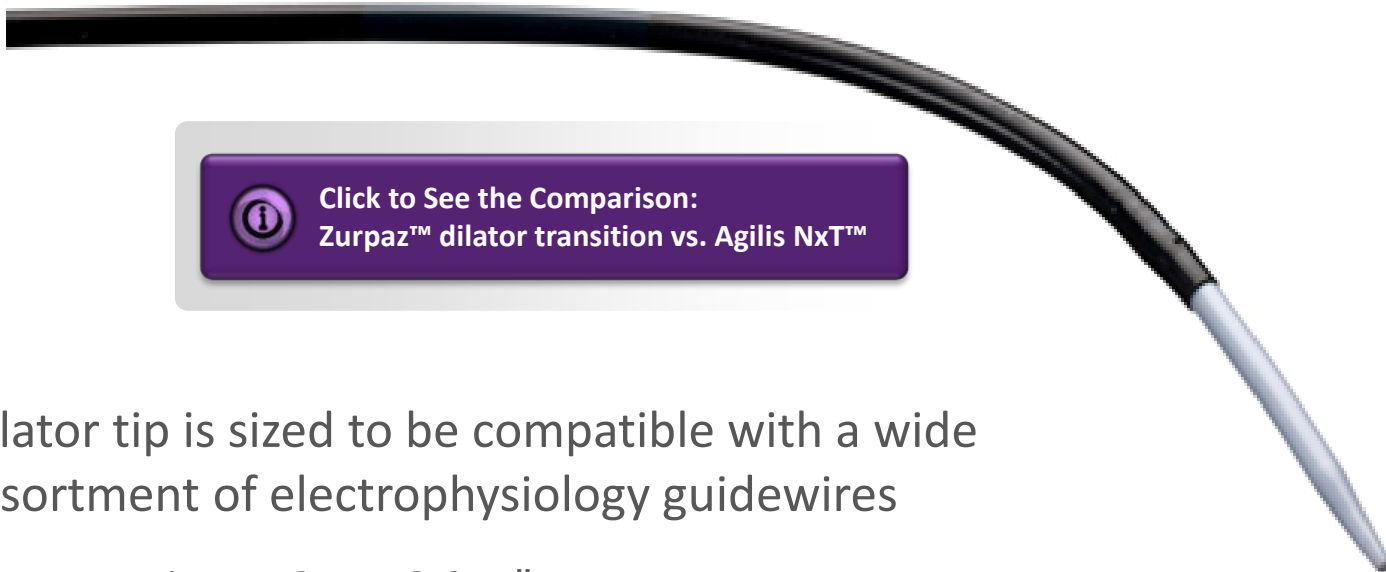 Click to See the Comparison:
Zurpaz™ dilator transition vs. Agilis NxT™
lator tip is sized to be compatible with a wide
sortment of electrophysiology guidewires